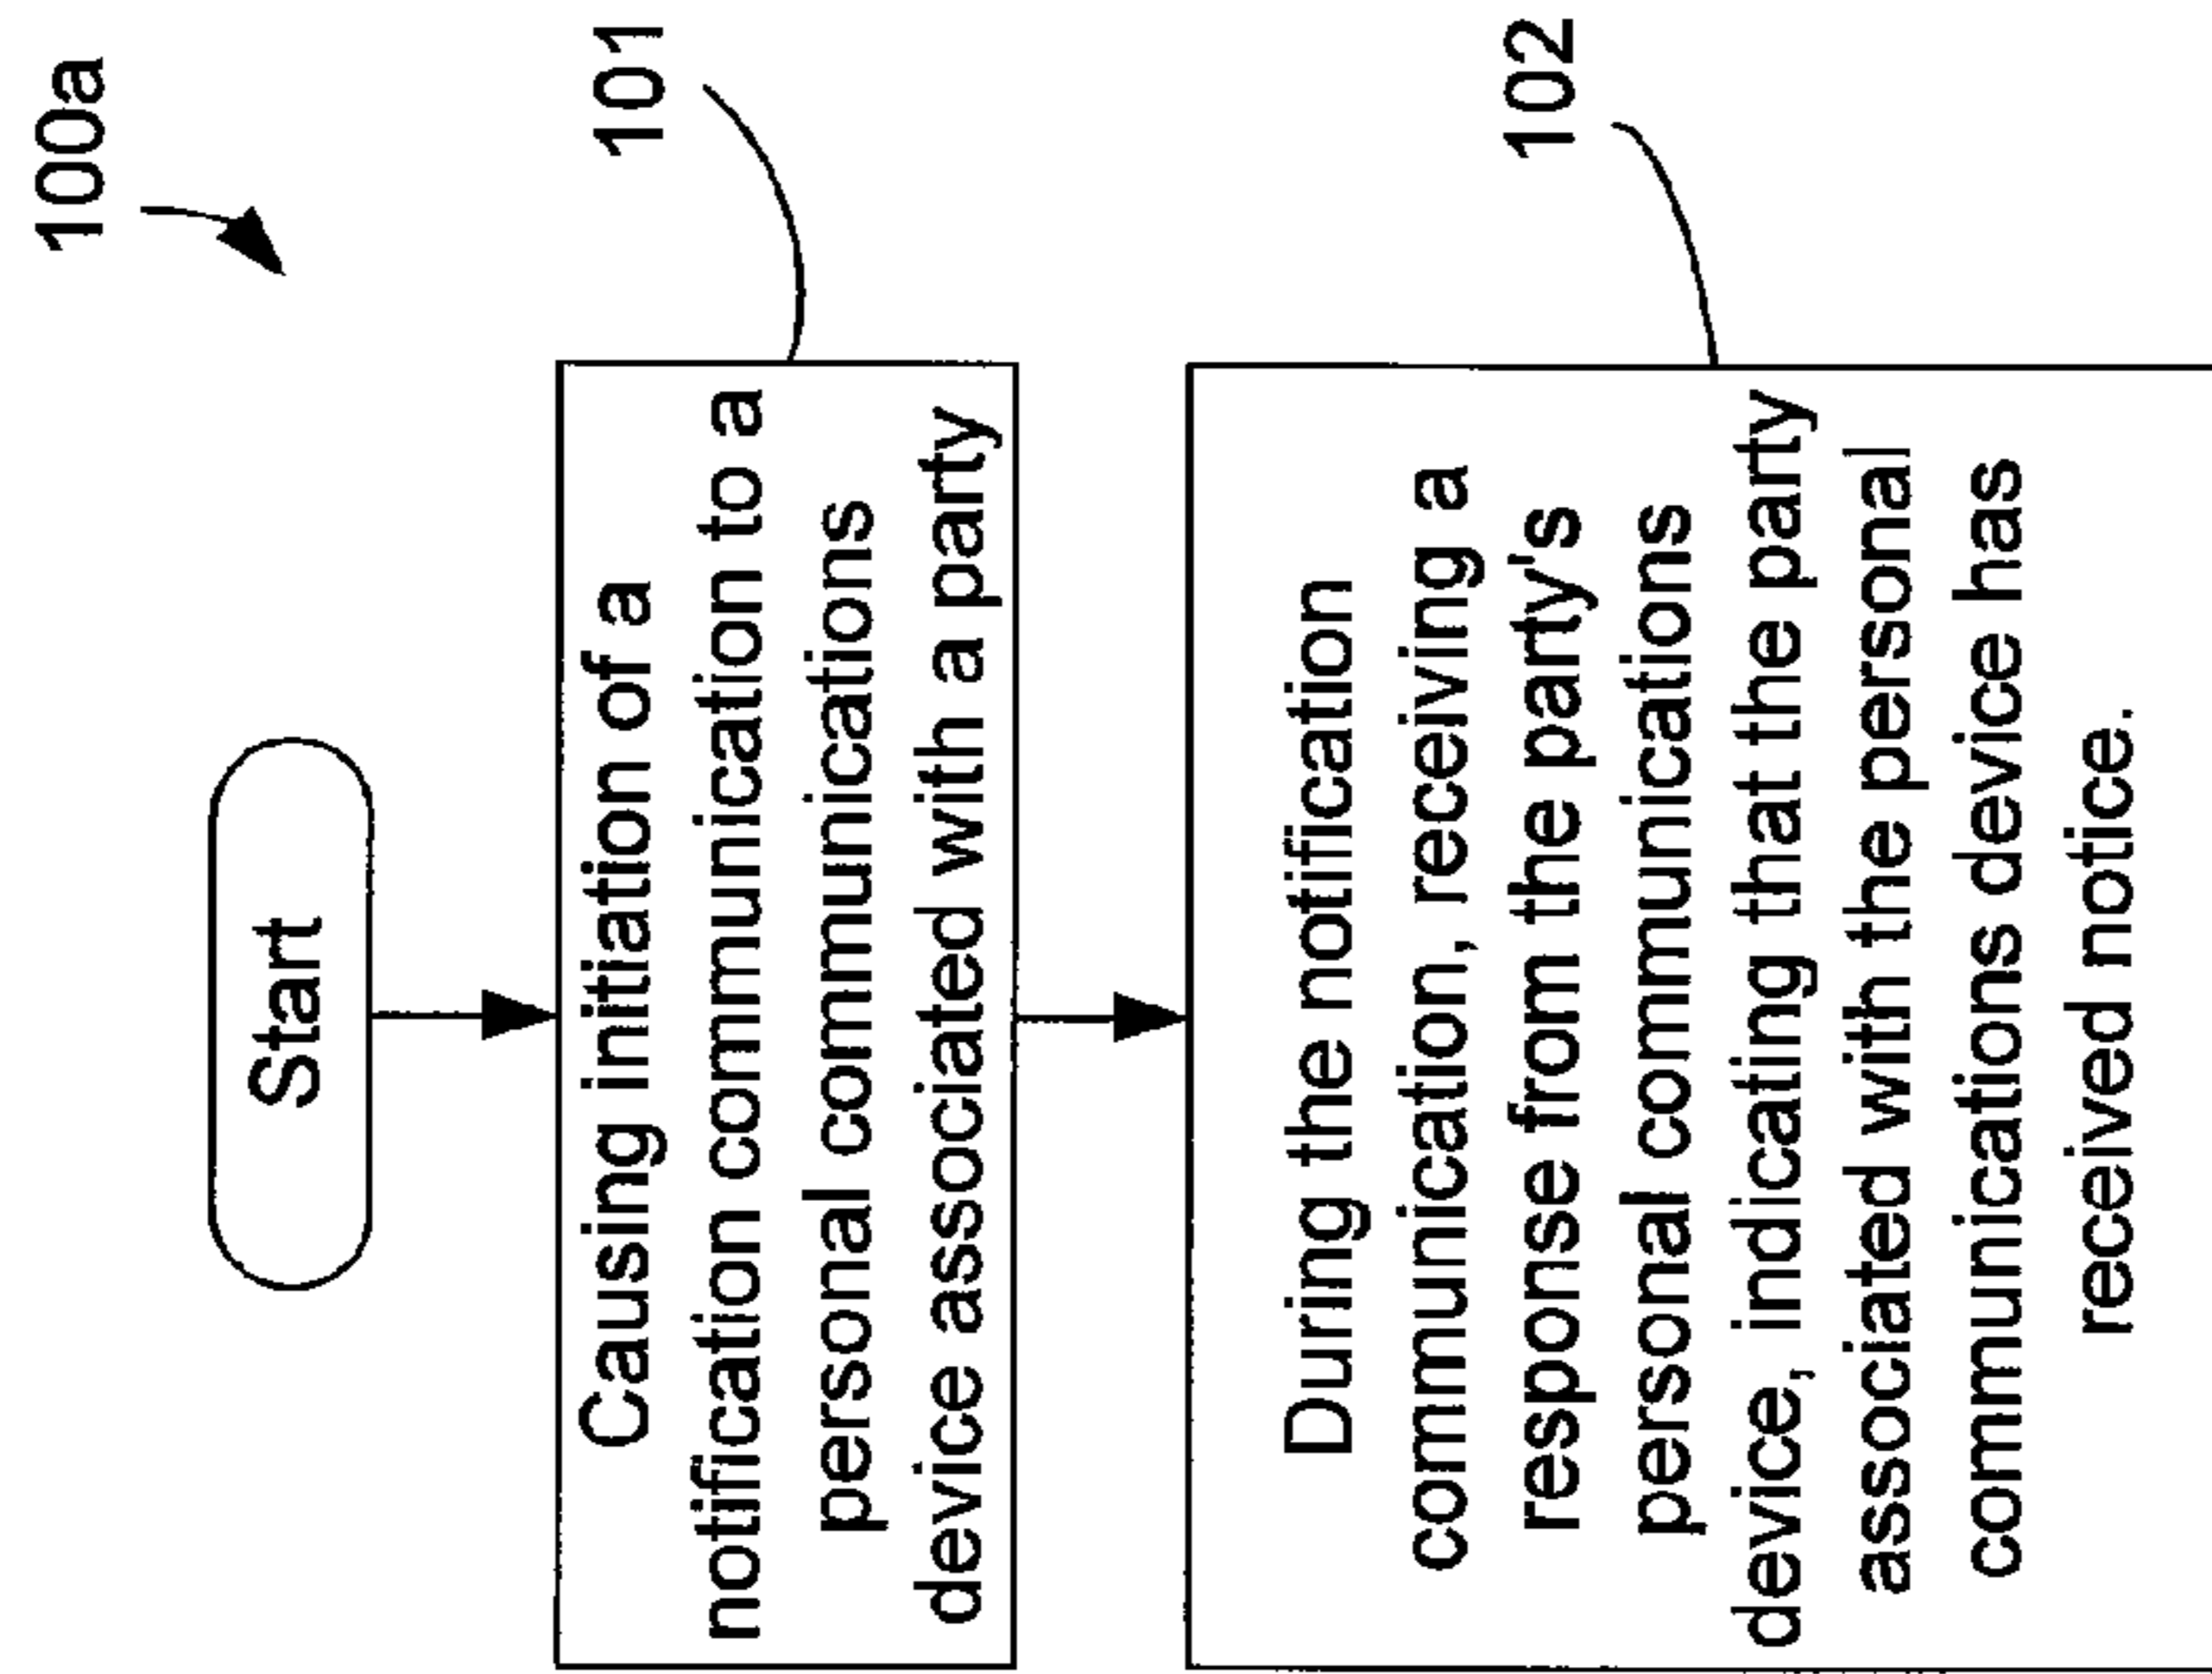 100a
Start
101
Causing initiation of a
notification communication to a
personal communications
device associated with a party
102
During the notification
communication, receiving a
response from the party's
personal communications
device, indicating that the party
associated with the personal
communications device has
received notice.